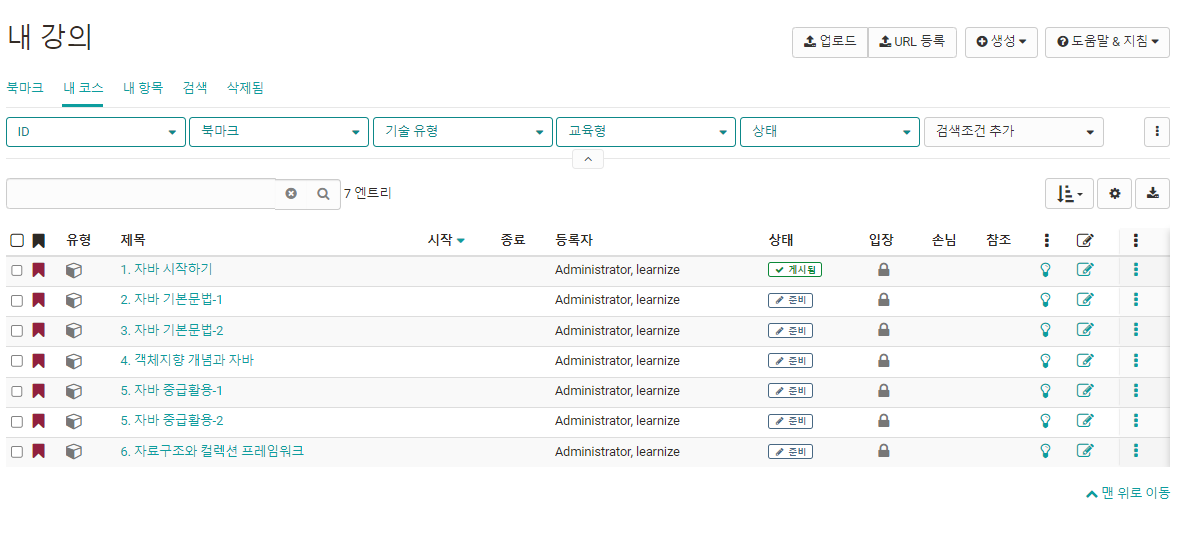 내 강의
업로드 URL 등록 생성 도움말 & 지침
북마크 내 코스 내 항목 검색 삭제됨
ID 북마크 기술 유형 교육형 상태 검색조건 추가
7 엔트리
유형 제목 시작 종료 등록자 상태 입장 손님 참조
1. 자바 시작하기 Administrator, learnize 게시됨
2. 자바 기본문법-1 Administrator, learnize 준비
3. 자바 기본문법-2 Administrator, learnize 준비
4. 객체지향 개념과 자바 Administrator, learnize 준비
5. 자바 중급활용-1 Administrator, learnize 준비
5. 자바 중급활용-2 Administrator, learnize 준비
6. 자료구조와 컬렉션 프레임워크 Administrator, learnize 준비
맨 위로 이동